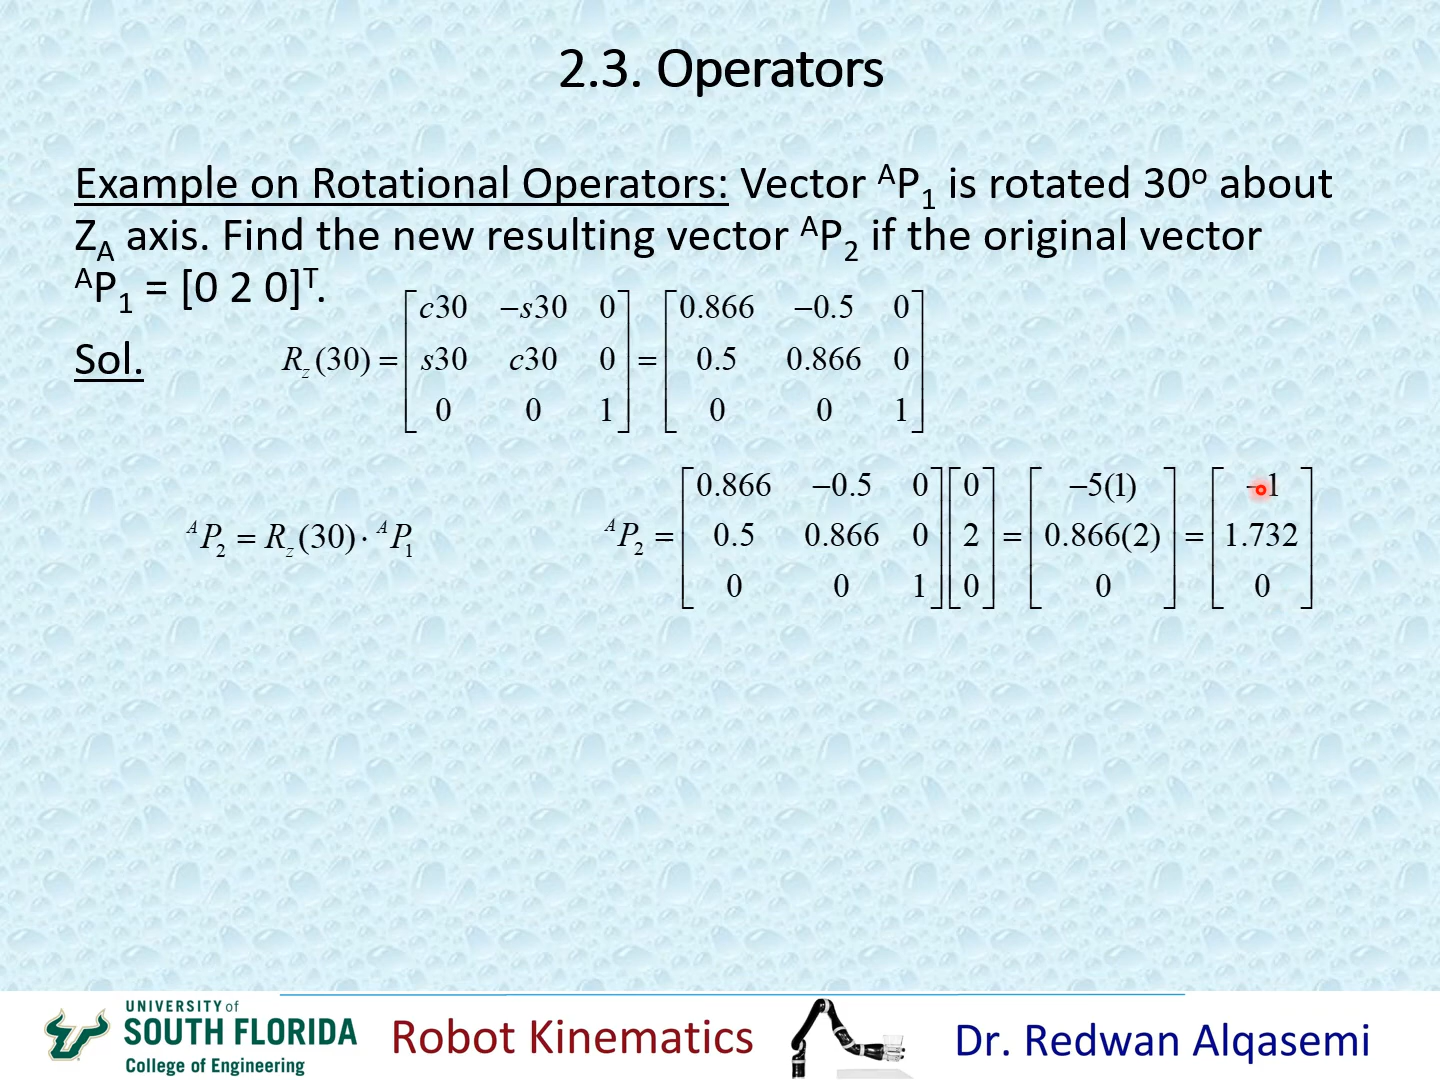 2.3. Operators
Example on Rotational Operators: Vector ᴬP₁ is rotated 30ᵒ about
Z_A axis. Find the new resulting vector ᴬP₂ if the original vector
ᴬP₁ = [0 2 0]ᵀ.
Sol.
R_z(30) = [c30 −s30 0; s30 c30 0; 0 0 1] = [0.866 −0.5 0; 0.5 0.866 0; 0 0 1]
ᴬP₂ = R_z(30) · ᴬP₁
ᴬP₂ = [0.866 −0.5 0; 0.5 0.866 0; 0 0 1] [0; 2; 0] = [−5(1); 0.866(2); 0] = [−1; 1.732; 0]
UNIVERSITY of
SOUTH FLORIDA
College of Engineering
Robot Kinematics
Dr. Redwan Alqasemi